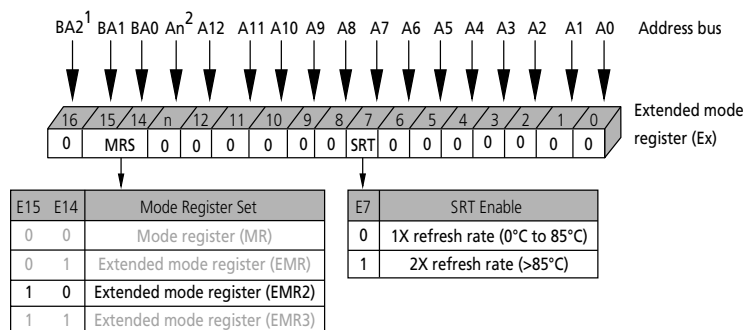 BA2¹ BA1 BA0 An² A12 A11 A10 A9 A8 A7 A6 A5 A4 A3 A2 A1 A0 Address bus
16 15 14 n 12 11 10 9 8 7 6 5 4 3 2 1 0 Extended mode
0 MRS 0 0 0 0 0 0 SRT 0 0 0 0 0 0 0 register (Ex)
E15 E14 Mode Register Set
0 0 Mode register (MR)
0 1 Extended mode register (EMR)
1 0 Extended mode register (EMR2)
1 1 Extended mode register (EMR3)
E7 SRT Enable
0 1X refresh rate (0°C to 85°C)
1 2X refresh rate (>85°C)